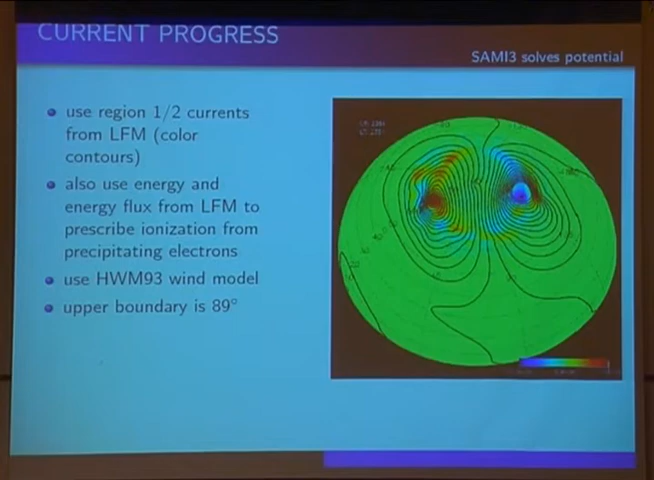 CURRENT PROGRESS
SAMI3 solves potential
use region 1/2 currents
from LFM (color
contours)
also use energy and
energy flux from LFM to
prescribe ionization from
precipitating electrons
use HWM93 wind model
upper boundary is 89°